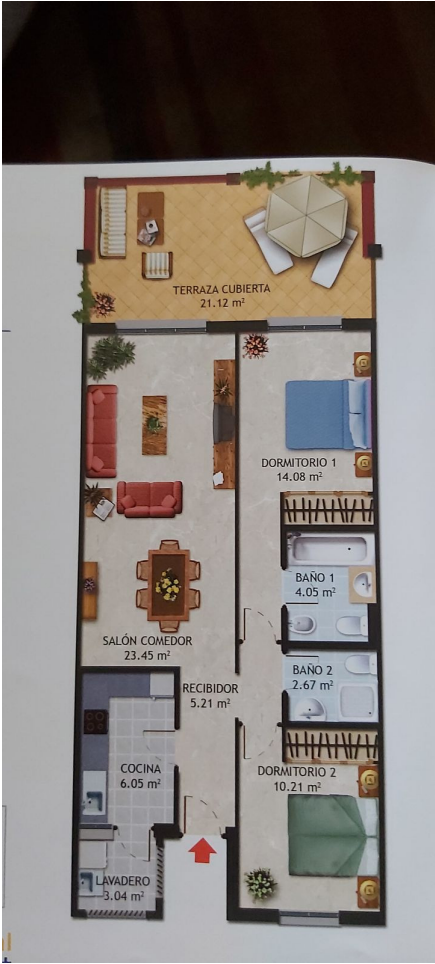 TERRAZA CUBIERTA
21.12 m²
DORMITORIO 1
14.08 m²
BAÑO 1
4.05 m²
SALÓN COMEDOR
23.45 m²
BAÑO 2
2.67 m²
RECIBIDOR
5.21 m²
COCINA
6.05 m²
DORMITORIO 2
10.21 m²
LAVADERO
3.04 m²